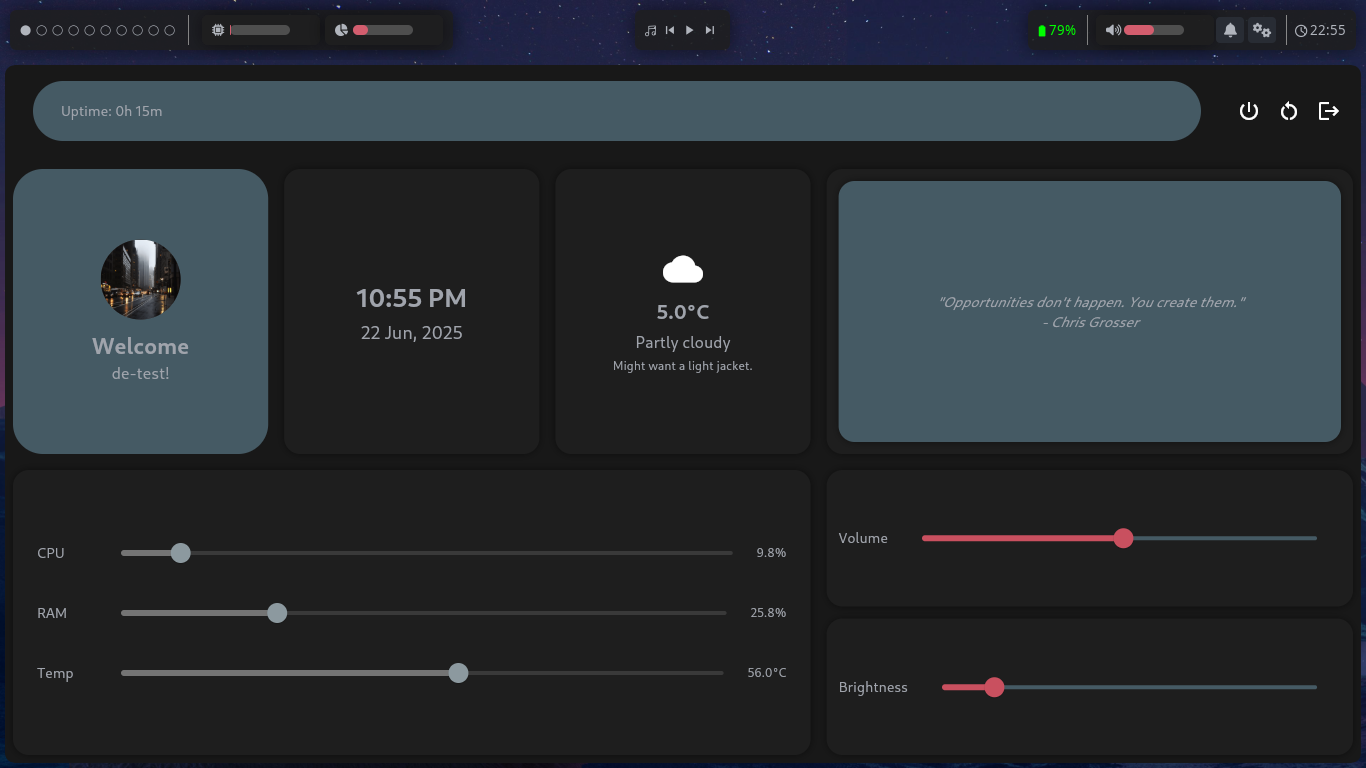 79%
22:55
Uptime: 0h 15m
Welcome
de-test!
10:55 PM
22 Jun, 2025
5.0°C
Partly cloudy
Might want a light jacket.
"Opportunities don't happen. You create them."
- Chris Grosser
CPU
9.8%
RAM
25.8%
Temp
56.0°C
Volume
Brightness